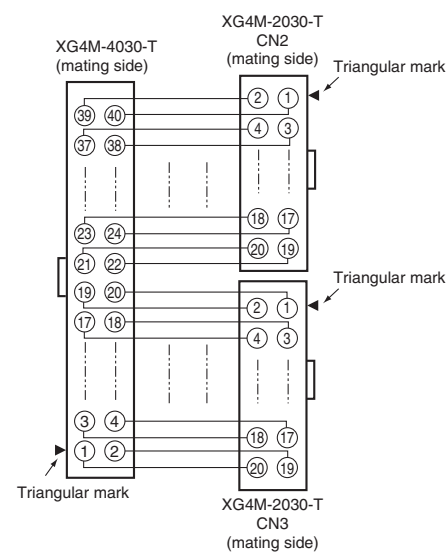 XG4M-2030-T
CN2
(mating side)
XG4M-4030-T
(mating side)
Triangular mark
2 1
39 40
4 3
37 38
18 17
23 24
20 19
21 22
Triangular mark
19 20
2 1
17 18
4 3
3 4
18 17
1 2
20 19
Triangular mark
XG4M-2030-T
CN3
(mating side)